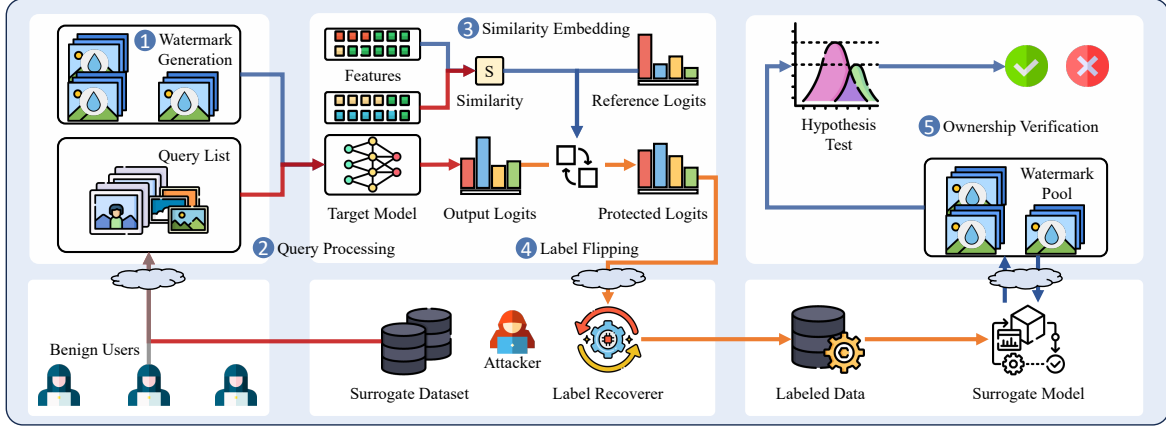 1 Watermark
Generation
Query List
2 Query Processing
3 Similarity Embedding
Features
S
Similarity
Reference Logits
Target Model
Output Logits
Protected Logits
4 Label Flipping
Hypothesis
Test
5 Ownership Verification
Watermark
Pool
Benign Users
Surrogate Dataset
Attacker
Label Recoverer
C
Labeled Data
Surrogate Model